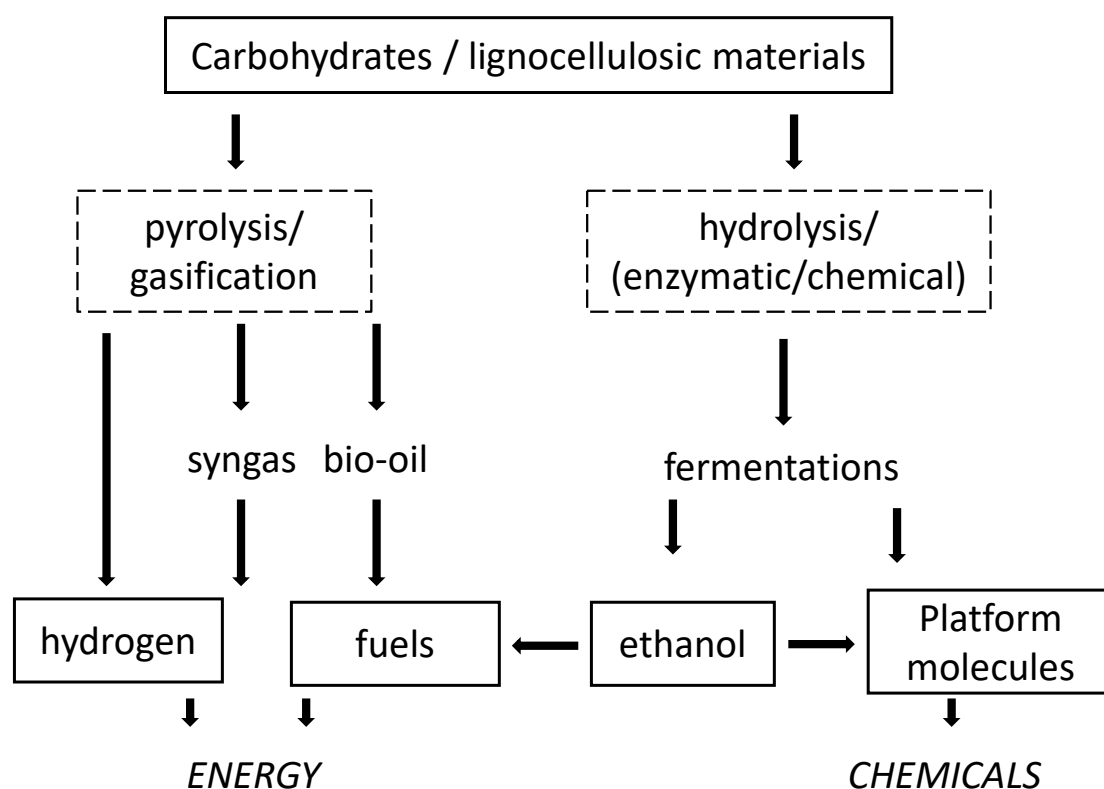 Carbohydrates / lignocellulosic materials
pyrolysis/
gasification
hydrolysis/
(enzymatic/chemical)
syngas
bio-oil
fermentations
hydrogen
fuels
ethanol
Platform
molecules
ENERGY
CHEMICALS